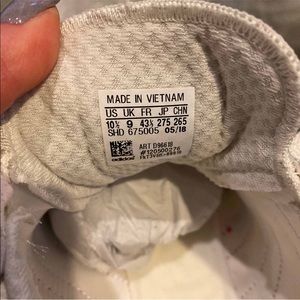 MADE IN VIETNAM
US UK FR JP CHN
10½ 9 43⅓ 275 265
SHD 675005 05/18
ART D96618
#120500276
adidas